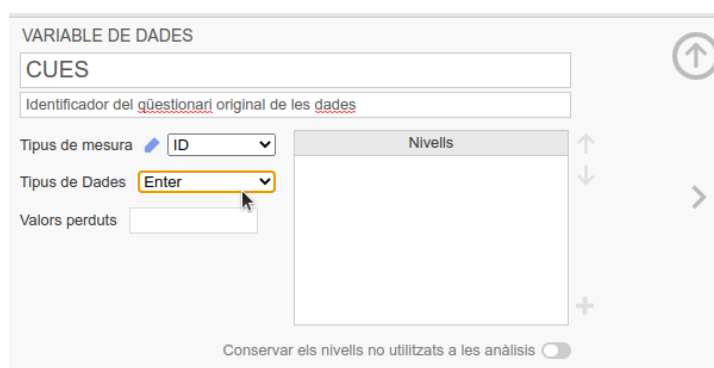 VARIABLE DE DADES
CUES
Identificador del qüestionari original de les dades
Tipus de mesura ID
Nivells
Tipus de Dades Enter
Valors perduts
Conservar els nivells no utilitzats a les anàlisis